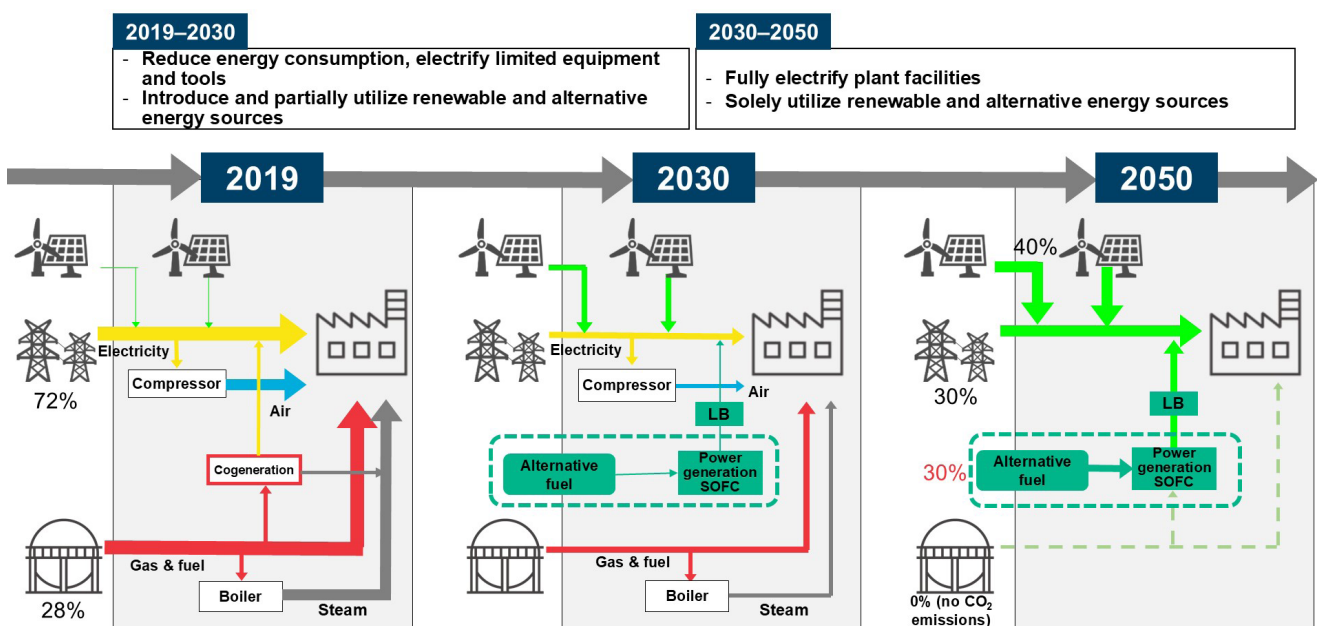 2019–2030
- Reduce energy consumption, electrify limited equipment
and tools
- Introduce and partially utilize renewable and alternative
energy sources
2030–2050
- Fully electrify plant facilities
- Solely utilize renewable and alternative energy sources
2019
2030
2050
Electricity
72%
Compressor
Air
Cogeneration
Gas & fuel
28%
Boiler
Steam
Electricity
Compressor
Air
LB
Alternative
fuel
Power
generation
SOFC
Gas & fuel
Boiler
Steam
40%
30%
LB
30%
Alternative
fuel
Power
generation
SOFC
0% (no CO₂
emissions)